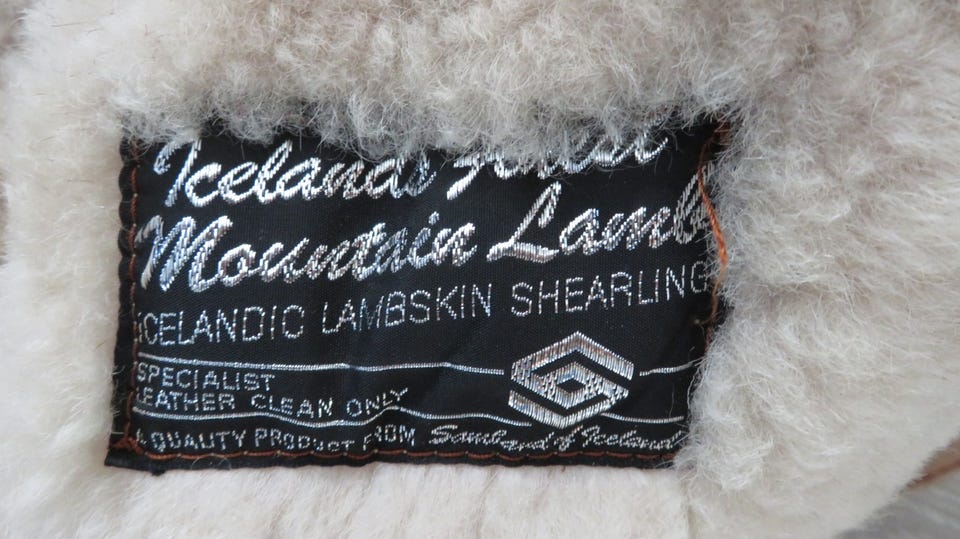 Icelands
Mountain Lamb
ICELANDIC LAMBSKIN SHEARLING
SPECIALIST
LEATHER CLEAN ONLY
A QUALITY PRODUCT FROM Samband of Iceland